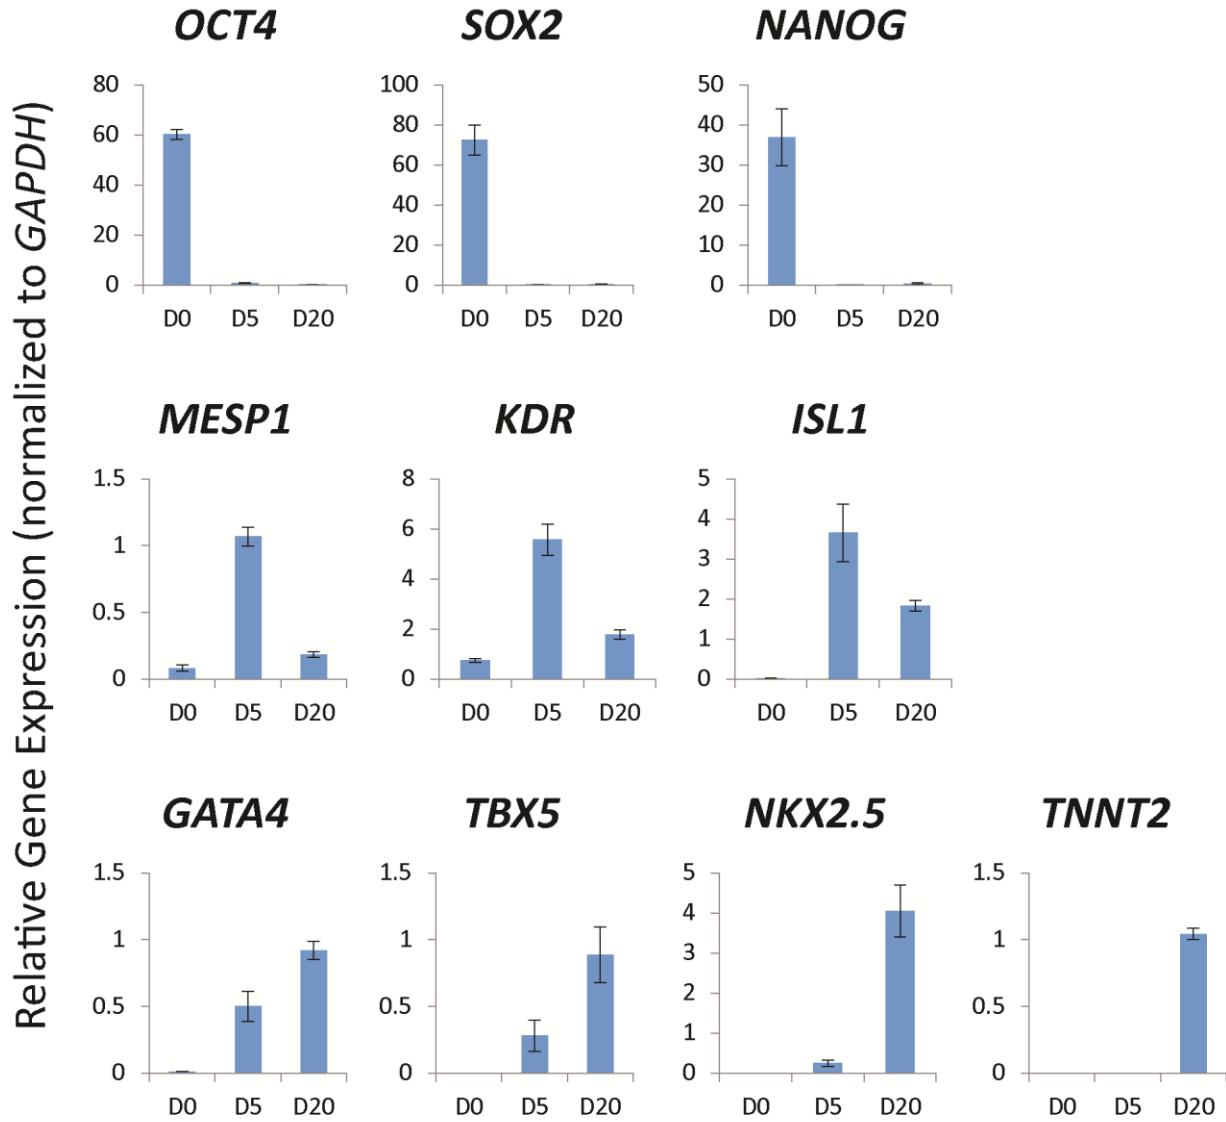 Relative Gene Expression (normalized to GAPDH)
OCT4
80
60
40
20
0
D0 D5 D20
SOX2
100
80
60
40
20
0
D0 D5 D20
NANOG
50
40
30
20
10
0
D0 D5 D20
MESP1
1.5
1
0.5
0
D0 D5 D20
KDR
8
6
4
2
0
D0 D5 D20
ISL1
5
4
3
2
1
0
D0 D5 D20
GATA4
1.5
1
0.5
0
D0 D5 D20
TBX5
1.5
1
0.5
0
D0 D5 D20
NKX2.5
5
4
3
2
1
0
D0 D5 D20
TNNT2
1.5
1
0.5
0
D0 D5 D20